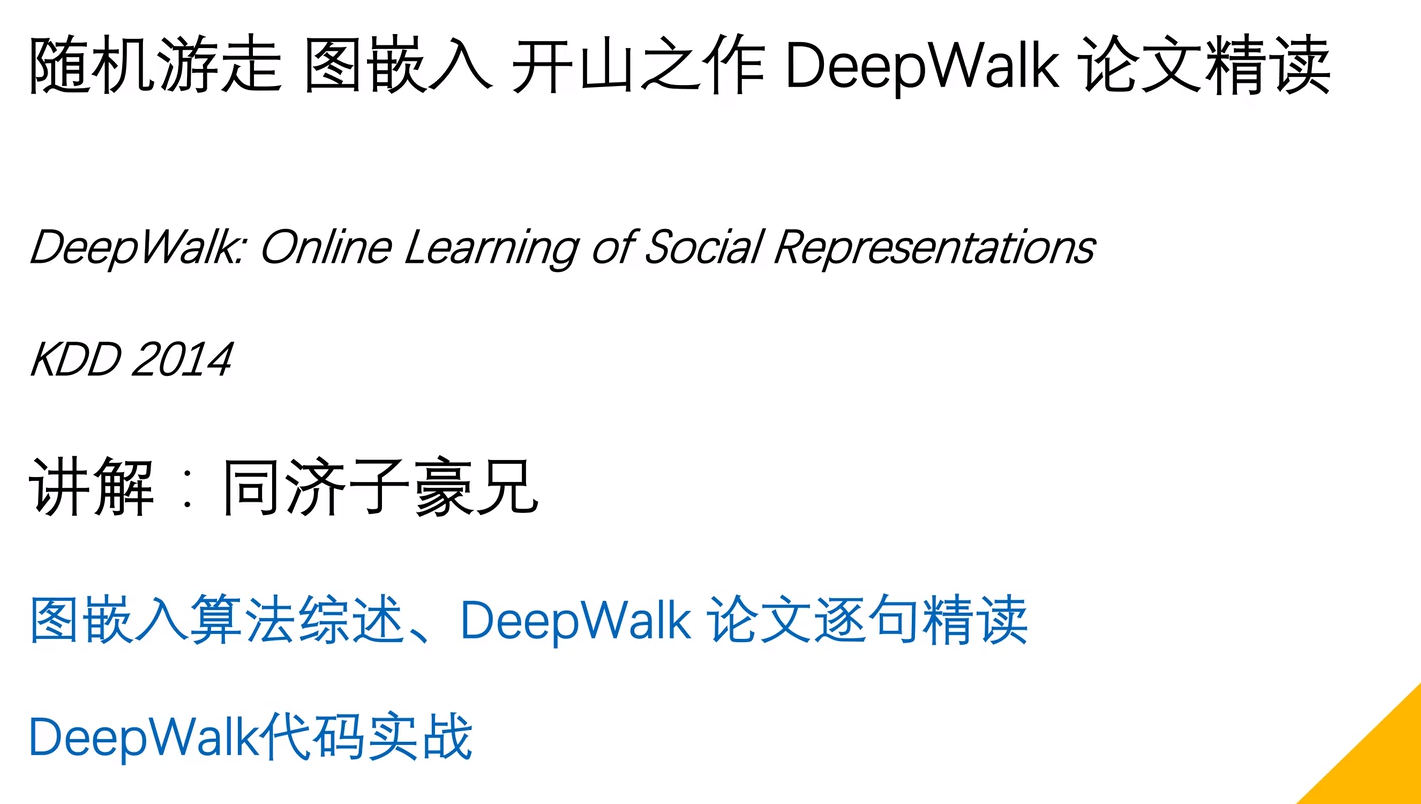 随机游走 图嵌入 开山之作 DeepWalk 论文精读
DeepWalk: Online Learning of Social Representations
KDD 2014
讲解：同济子豪兄
图嵌入算法综述、DeepWalk 论文逐句精读
DeepWalk代码实战